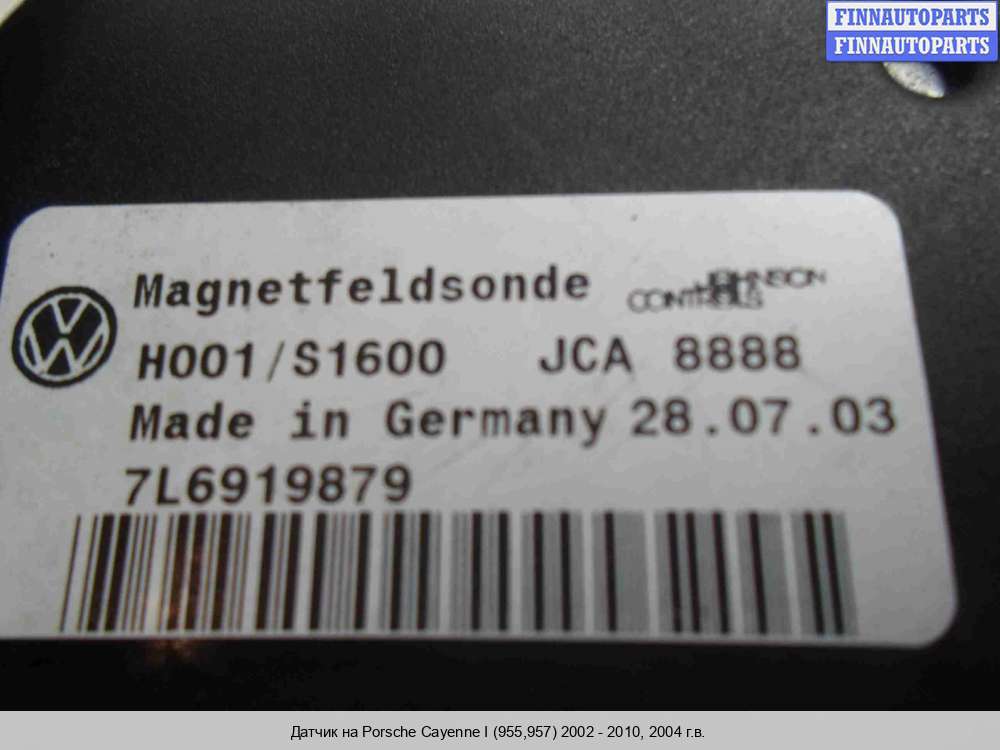 FINNAUTOPARTS
FINNAUTOPARTS
Magnetfeldsonde
JOHNSON
CONTROLS
H001/S1600 JCA 8888
Made in Germany 28.07.03
7L6919879
Датчик на Porsche Cayenne I (955,957) 2002 - 2010, 2004 г.в.